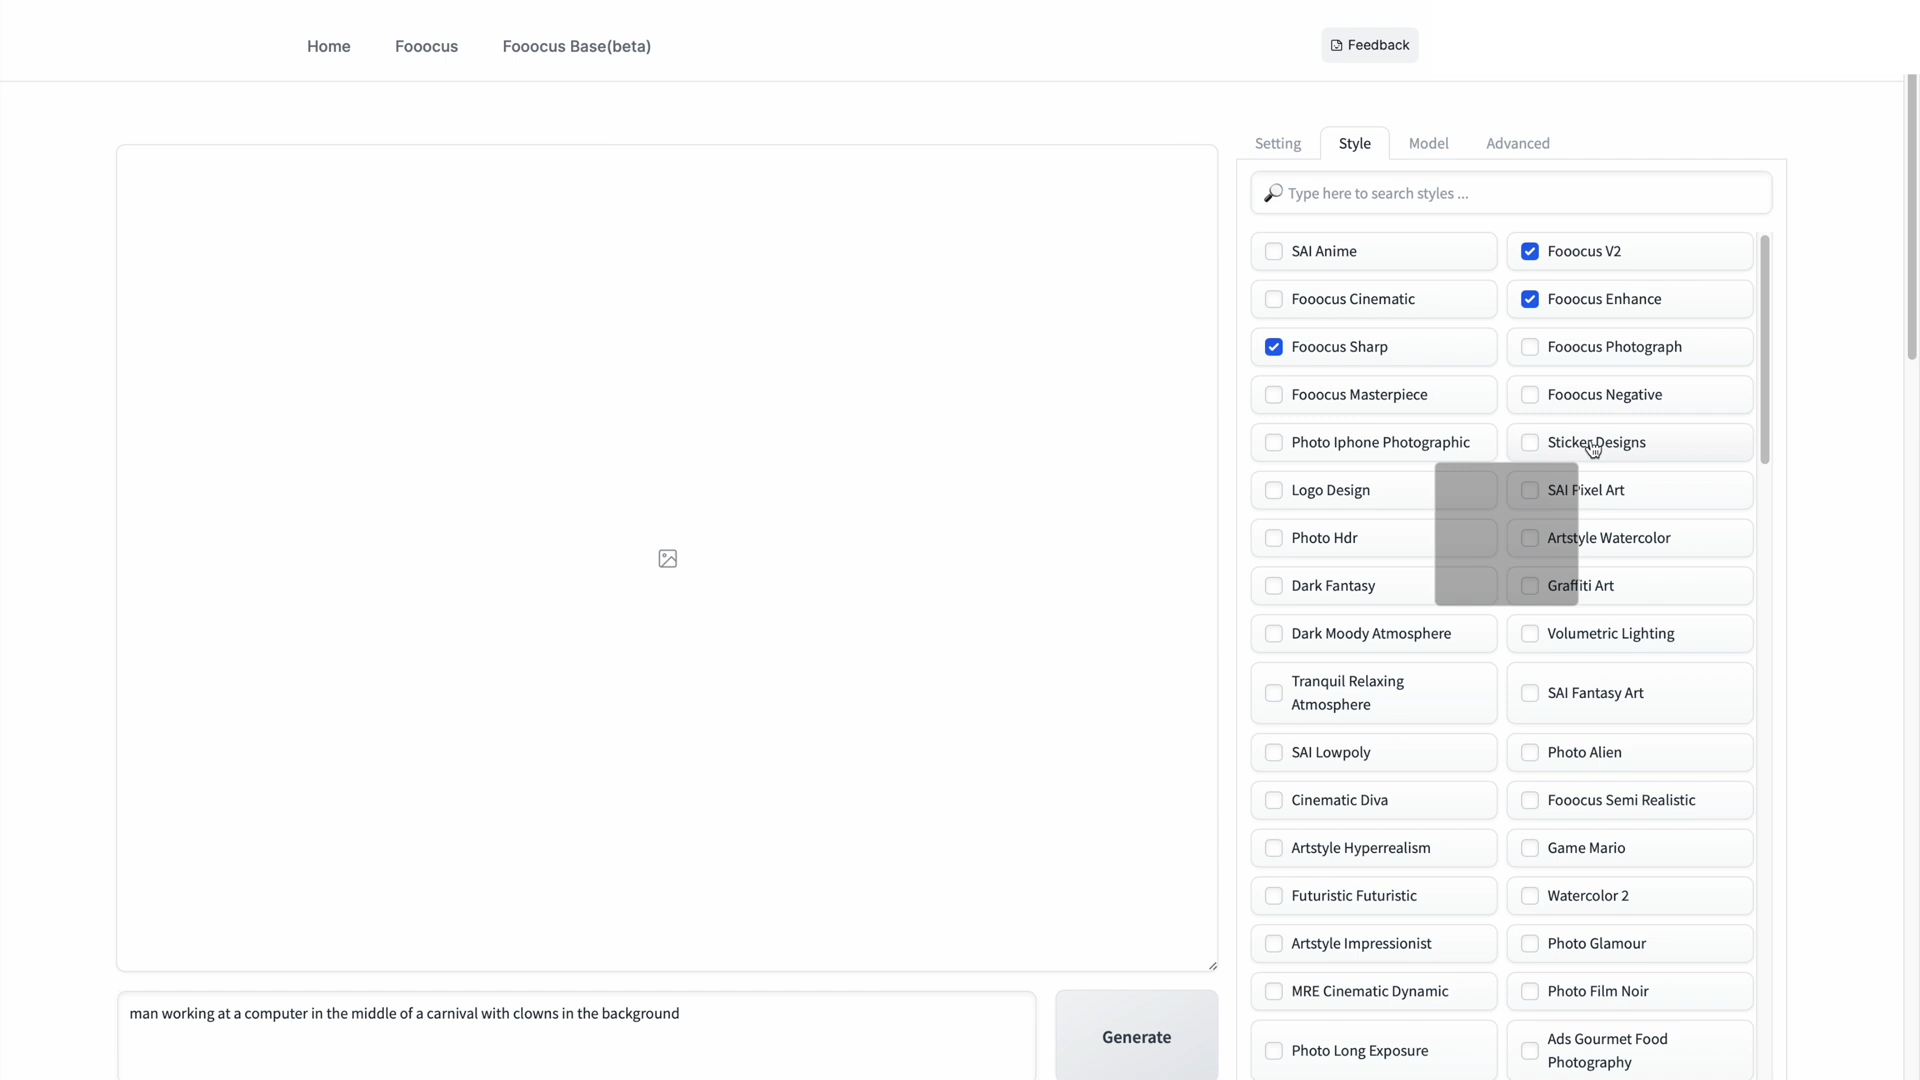 Home
Fooocus
Fooocus Base(beta)
Feedback
Setting
Style
Model
Advanced
Type here to search styles ...
SAI Anime
Fooocus V2
Fooocus Cinematic
Fooocus Enhance
Fooocus Sharp
Fooocus Photograph
Fooocus Masterpiece
Fooocus Negative
Photo Iphone Photographic
Sticker Designs
Logo Design
SAI Pixel Art
Photo Hdr
Artstyle Watercolor
Dark Fantasy
Graffiti Art
Dark Moody Atmosphere
Volumetric Lighting
Tranquil Relaxing
Atmosphere
SAI Fantasy Art
SAI Lowpoly
Photo Alien
Cinematic Diva
Fooocus Semi Realistic
Artstyle Hyperrealism
Game Mario
Futuristic Futuristic
Watercolor 2
Artstyle Impressionist
Photo Glamour
MRE Cinematic Dynamic
Photo Film Noir
Photo Long Exposure
Ads Gourmet Food
Photography
man working at a computer in the middle of a carnival with clowns in the background
Generate